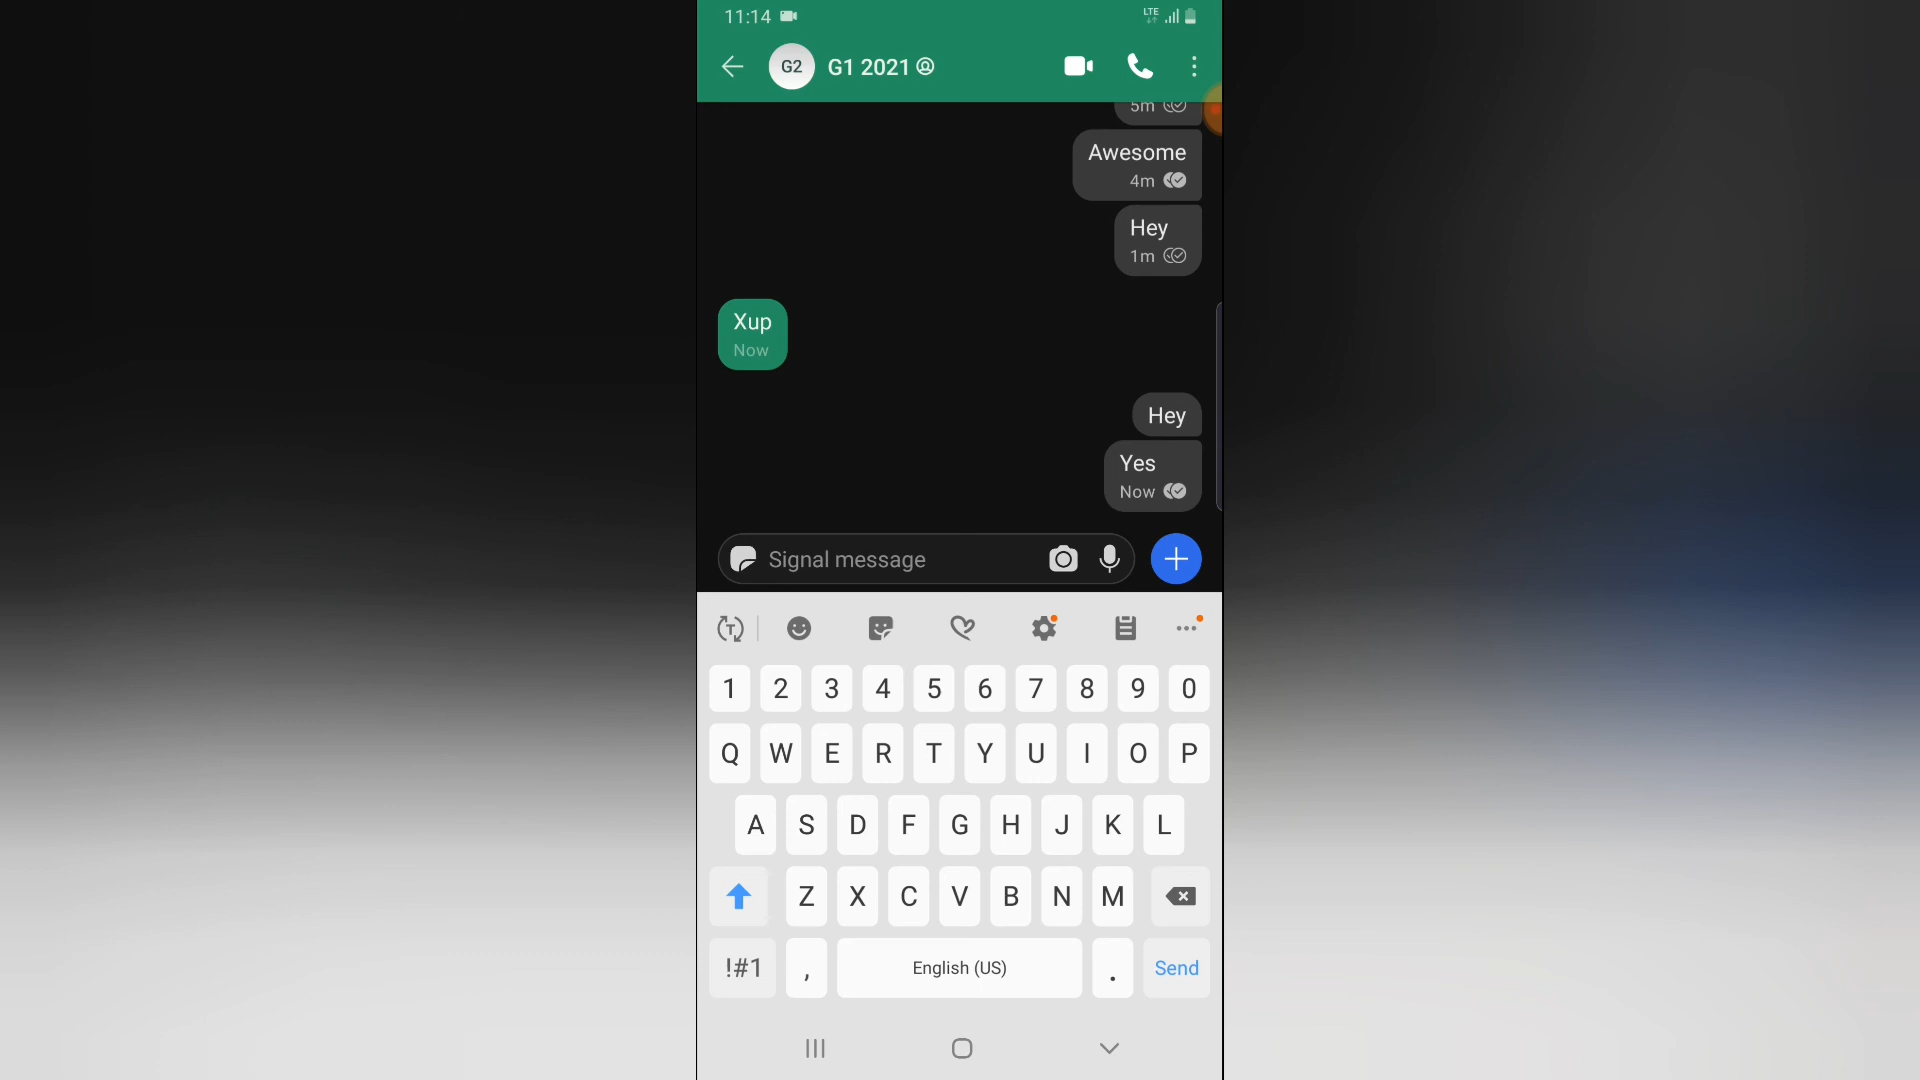 11:14
LTE
G2
G1 2021
5m
Awesome
4m
Hey
1m
Xup
Now
Hey
Yes
Now
Signal message
T
1 2 3 4 5 6 7 8 9 0
Q W E R T Y U I O P
A S D F G H J K L
Z X C V B N M
!#1 , English (US) . Send